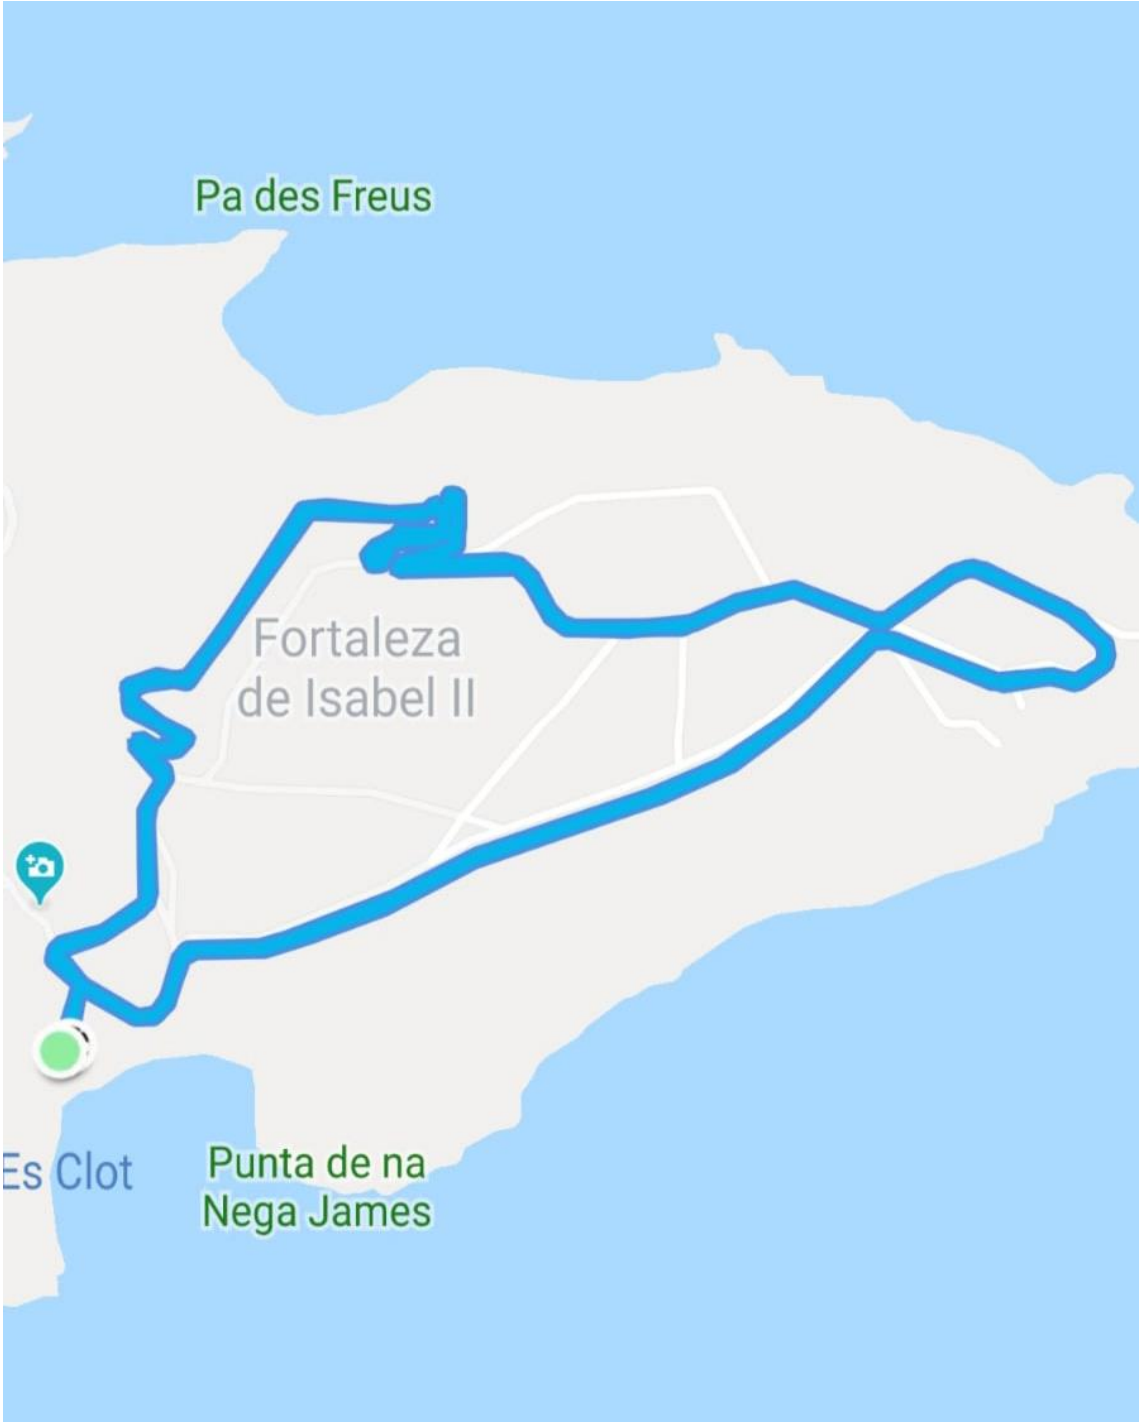 Pa des Freus
Fortaleza
de Isabel II
Es Clot
Punta de na
Nega James